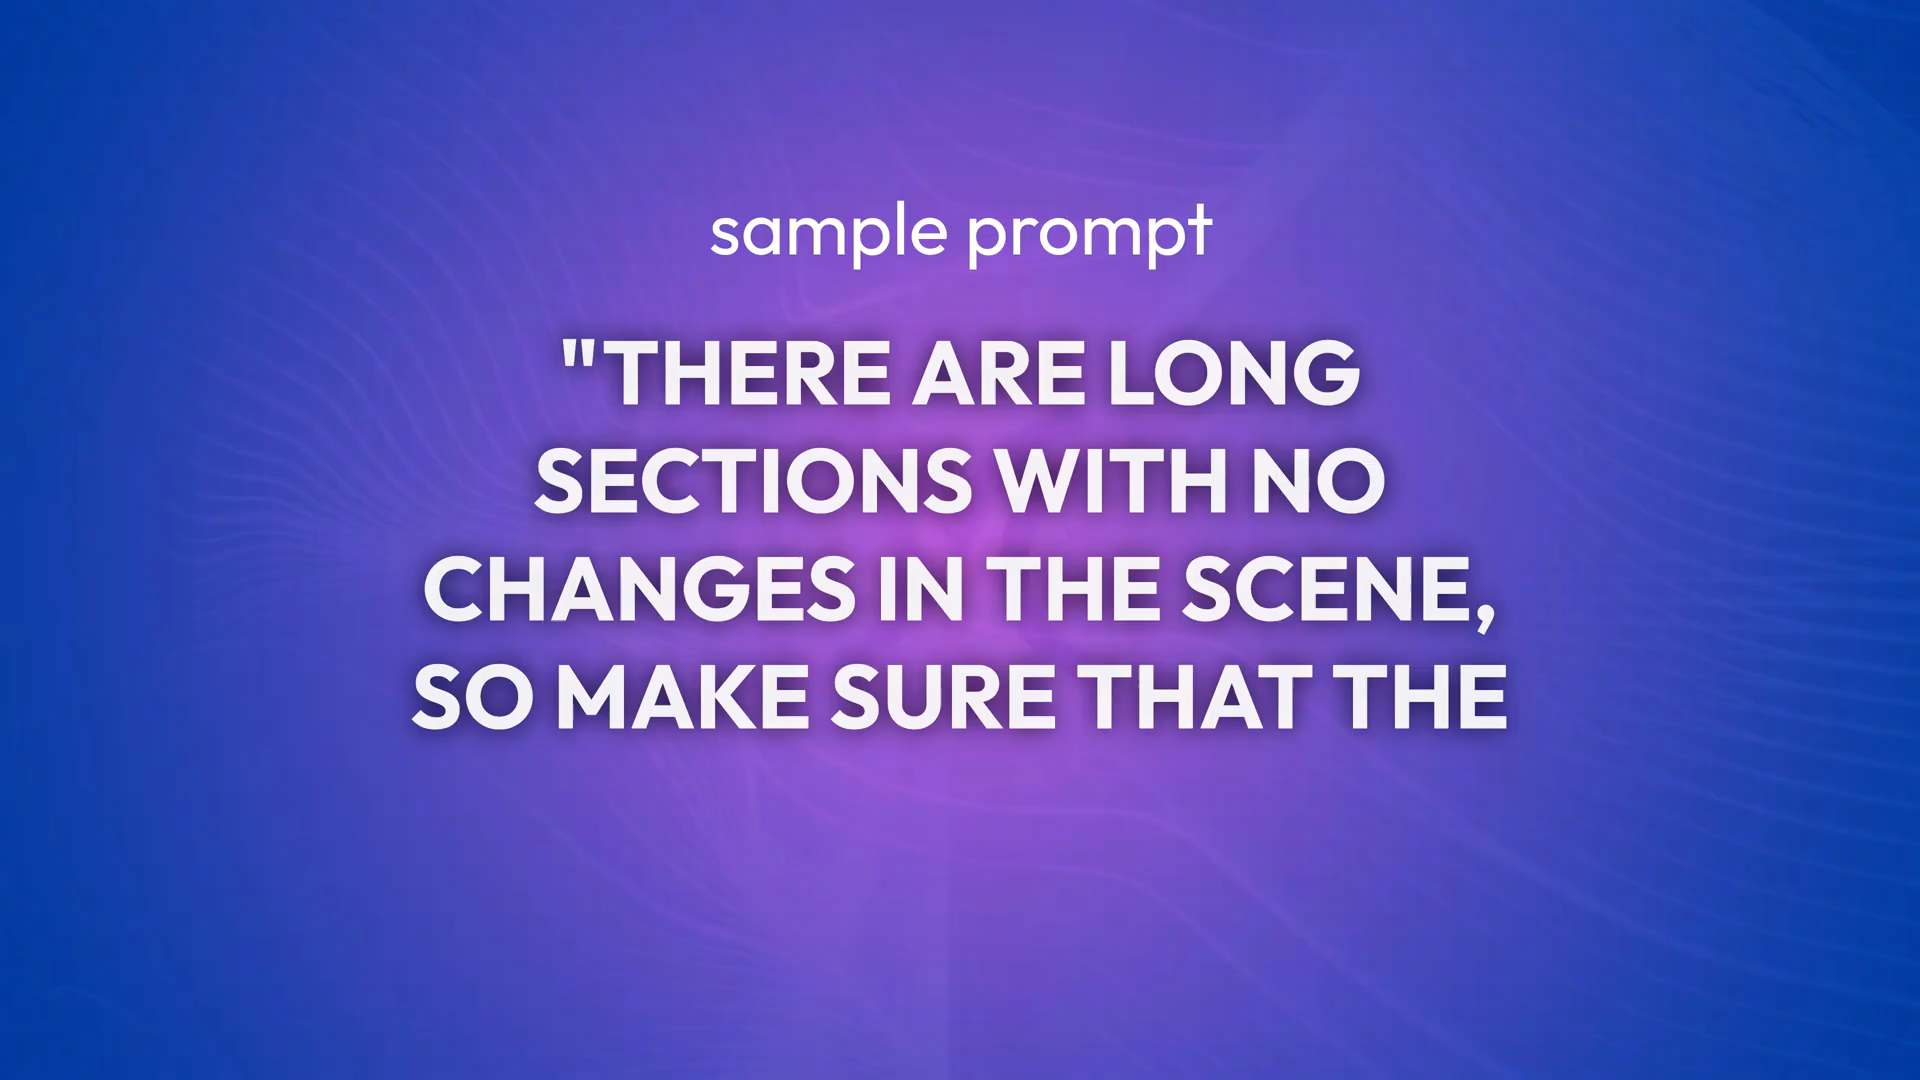 sample prompt
"THERE ARE LONG
SECTIONS WITH NO
CHANGES IN THE SCENE,
SO MAKE SURE THAT THE